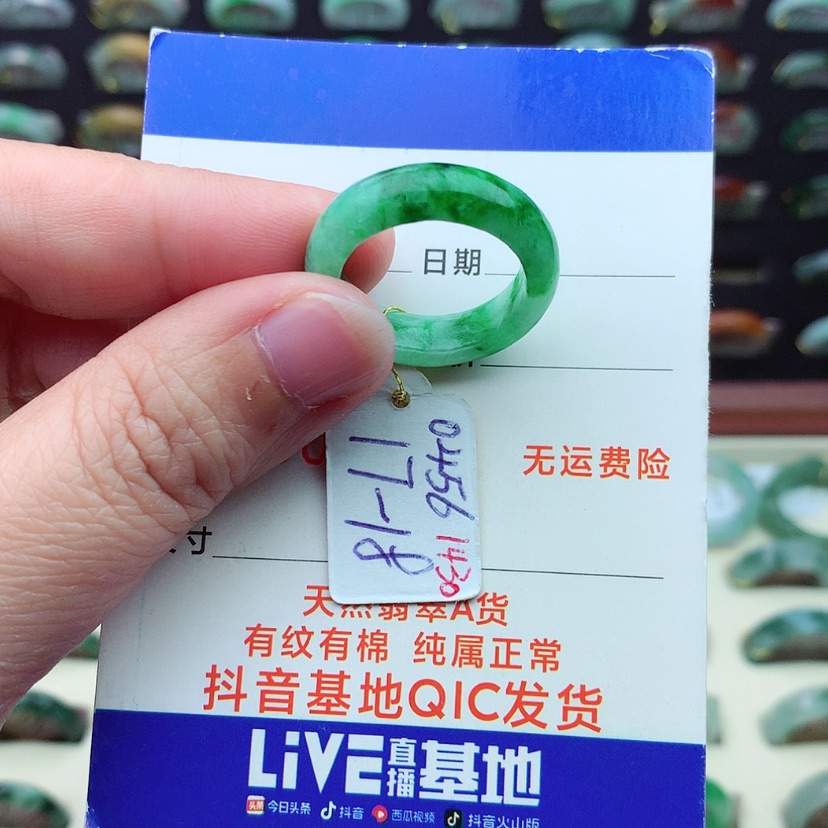 日期
无运费险
0456 1430
17-18
寸
天然翡翠A货
有纹有棉 纯属正常
抖音基地QIC发货
LiVE直播基地
头条 今日头条 抖音 西瓜视频 抖音火山版